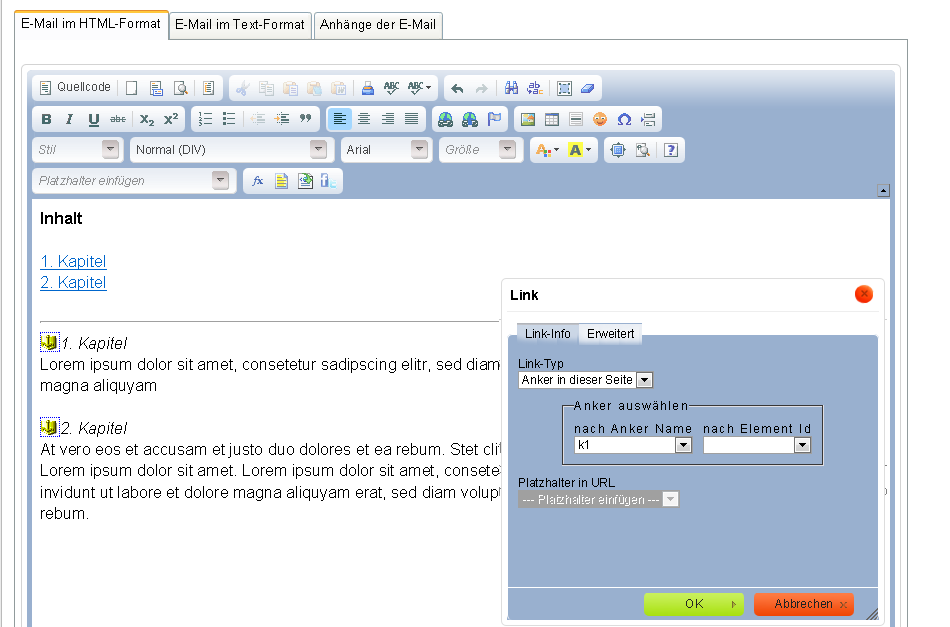 E-Mail im HTML-Format E-Mail im Text-Format Anhänge der E-Mail
Quellcode ABC ABC
B I U abc X₂ X²
Stil Normal (DIV) Arial Größe A A ?
Platzhalter einfügen fx
Inhalt
1. Kapitel
2. Kapitel
Link
Link-Info Erweitert
Link-Typ
Anker in dieser Seite
Anker auswählen
nach Anker Name nach Element Id
k1
Platzhalter in URL
--- Platzhalter einfügen ---
OK Abbrechen
1. Kapitel
Lorem ipsum dolor sit amet, consetetur sadipscing elitr, sed diam
magna aliquyam
2. Kapitel
At vero eos et accusam et justo duo dolores et ea rebum. Stet cli
Lorem ipsum dolor sit amet. Lorem ipsum dolor sit amet, consete
invidunt ut labore et dolore magna aliquyam erat, sed diam volup
rebum.